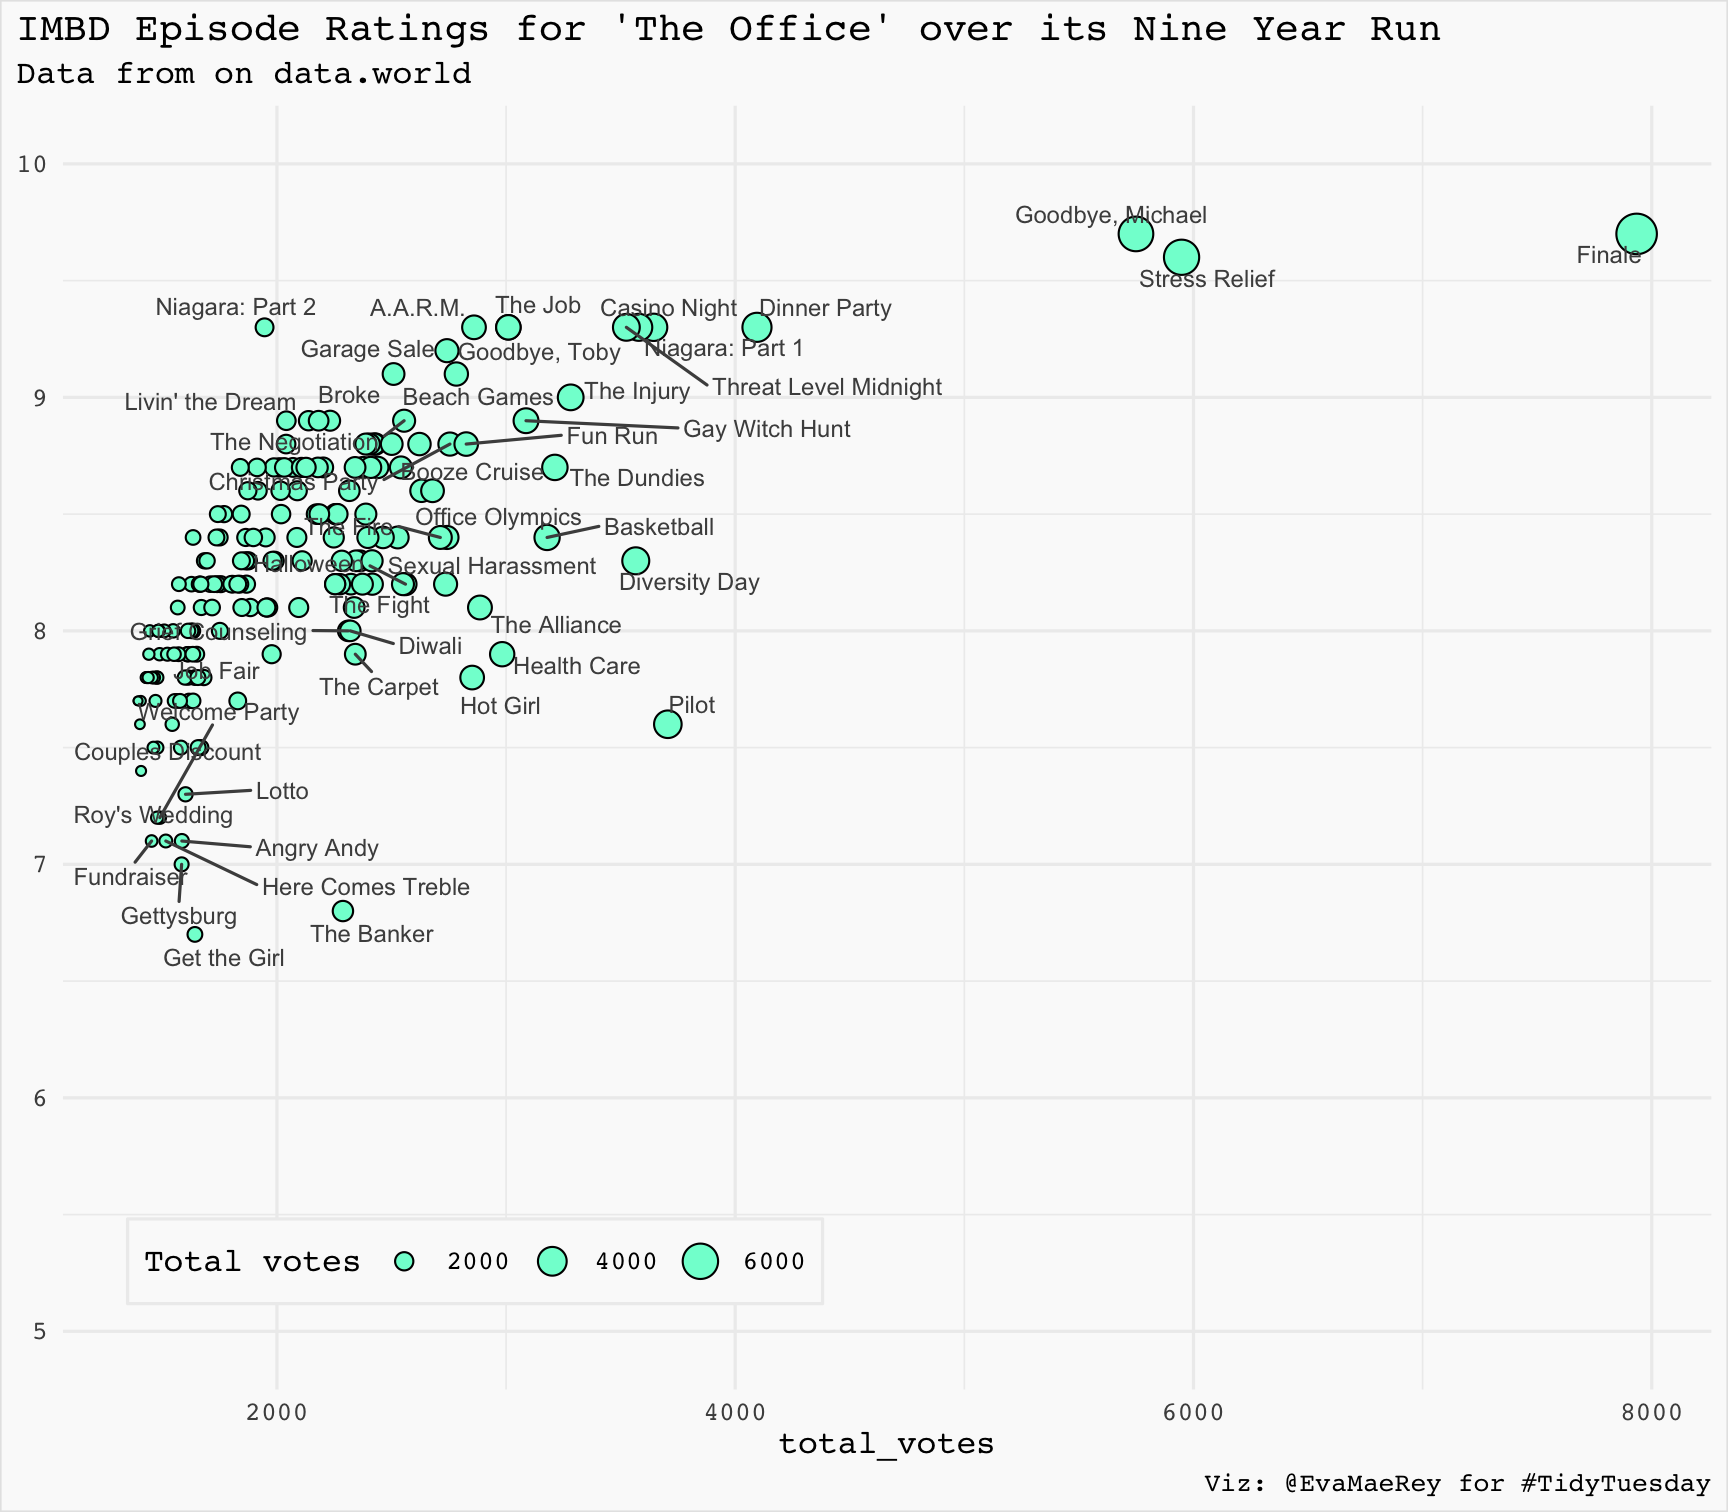 IMBD Episode Ratings for 'The Office' over its Nine Year Run
Data from on data.world
10
Goodbye, Michael
Finale
Stress Relief
Niagara: Part 2
A.A.R.M.
The Job
Casino Night
Dinner Party
Garage Sale
Goodbye, Toby
Niagara: Part 1
Threat Level Midnight
9
Livin' the Dream
Broke
Beach Games
The Injury
Gay Witch Hunt
The Negotiation
Fun Run
Christmas Party
Booze Cruise
The Dundies
The Fire
Office Olympics
Basketball
Halloween
Sexual Harassment
Diversity Day
The Fight
8
Grief Counseling
The Alliance
Diwali
Health Care
Job Fair
The Carpet
Hot Girl
Pilot
Welcome Party
Couples Discount
Lotto
Roy's Wedding
Angry Andy
7
Fundraiser
Here Comes Treble
Gettysburg
The Banker
Get the Girl
6
Total votes 2000 4000 6000
5
2000 4000 6000 8000
total_votes
Viz: @EvaMaeRey for #TidyTuesday